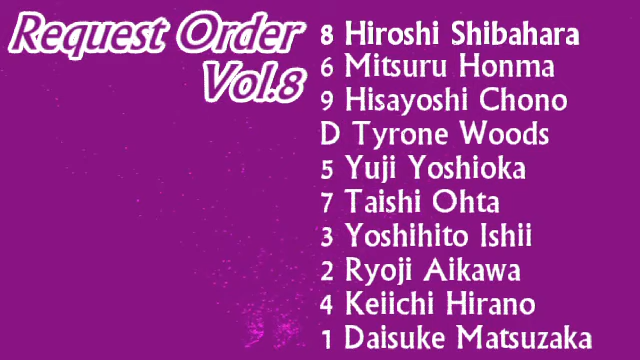 Request Order
Vol.8
8 Hiroshi Shibahara
6 Mitsuru Honma
9 Hisayoshi Chono
D Tyrone Woods
5 Yuji Yoshioka
7 Taishi Ohta
3 Yoshihito Ishii
2 Ryoji Aikawa
4 Keiichi Hirano
1 Daisuke Matsuzaka